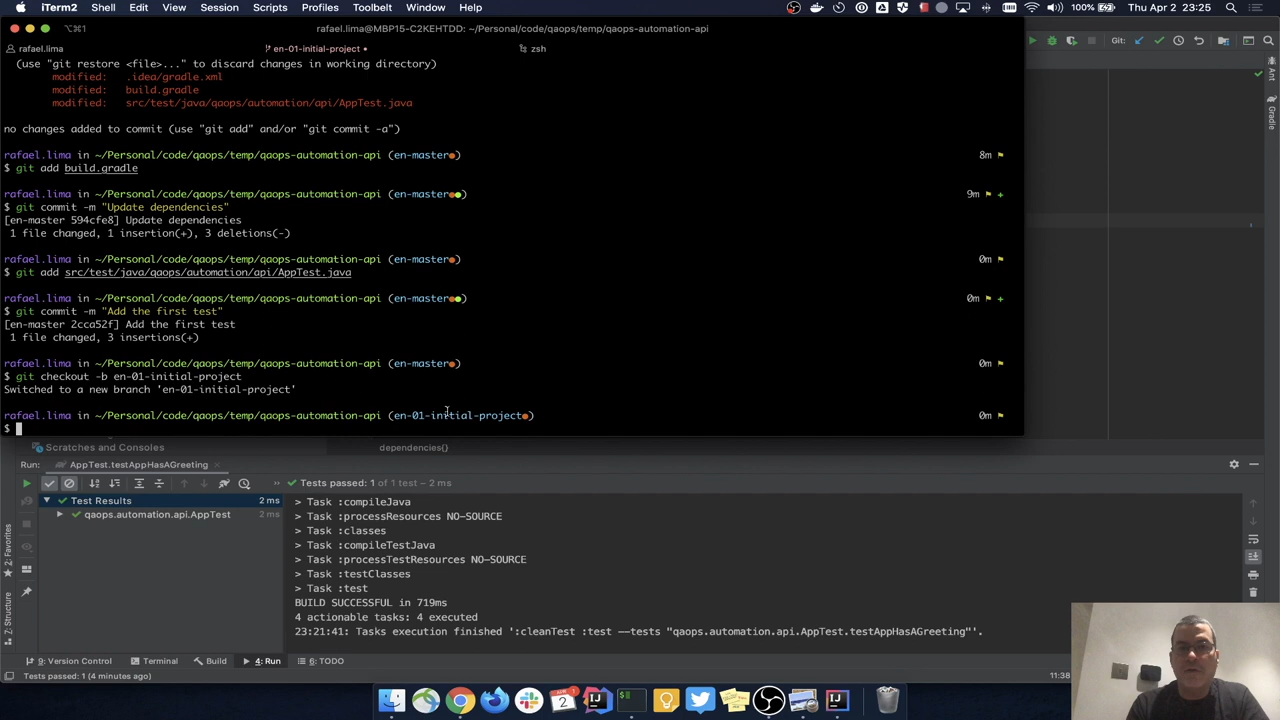 iTerm2 Shell Edit View Session Scripts Profiles Toolbelt Window Help 100% Thu Apr 2 23:25
⌥⌘1 rafael.lima@MBP15-C2KEHTDD: ~/Personal/code/qaops/temp/qaops-automation-api
rafael.lima en-01-initial-project zsh Git:
(use "git restore <file>..." to discard changes in working directory)
modified: .idea/gradle.xml
modified: build.gradle
modified: src/test/java/qaops/automation/api/AppTest.java
no changes added to commit (use "git add" and/or "git commit -a")
rafael.lima in ~/Personal/code/qaops/temp/qaops-automation-api (en-master) 8m
$ git add build.gradle
rafael.lima in ~/Personal/code/qaops/temp/qaops-automation-api (en-master) 9m +
$ git commit -m "Update dependencies"
[en-master 594cfe8] Update dependencies
1 file changed, 1 insertion(+), 3 deletions(-)
rafael.lima in ~/Personal/code/qaops/temp/qaops-automation-api (en-master) 0m
$ git add src/test/java/qaops/automation/api/AppTest.java
rafael.lima in ~/Personal/code/qaops/temp/qaops-automation-api (en-master) 0m +
$ git commit -m "Add the first test"
[en-master 2cca52f] Add the first test
1 file changed, 3 insertions(+)
rafael.lima in ~/Personal/code/qaops/temp/qaops-automation-api (en-master) 0m
$ git checkout -b en-01-initial-project
Switched to a new branch 'en-01-initial-project'
rafael.lima in ~/Personal/code/qaops/temp/qaops-automation-api (en-01-initial-project) 0m
$
Ant
Gradle
Scratches and Consoles dependencies{}
Run: AppTest.testAppHasAGreeting
Tests passed: 1 of 1 test – 2 ms
Test Results 2 ms
qaops.automation.api.AppTest 2 ms
> Task :compileJava
> Task :processResources NO-SOURCE
> Task :classes
> Task :compileTestJava
> Task :processTestResources NO-SOURCE
> Task :testClasses
> Task :test
BUILD SUCCESSFUL in 719ms
4 actionable tasks: 4 executed
23:21:41: Tasks execution finished ':cleanTest :test --tests "qaops.automation.api.AppTest.testAppHasAGreeting"'.
2: Favorites
Z: Structure
9: Version Control Terminal Build 4: Run 6: TODO
Tests passed: 1 (4 minutes ago) 11:38
2